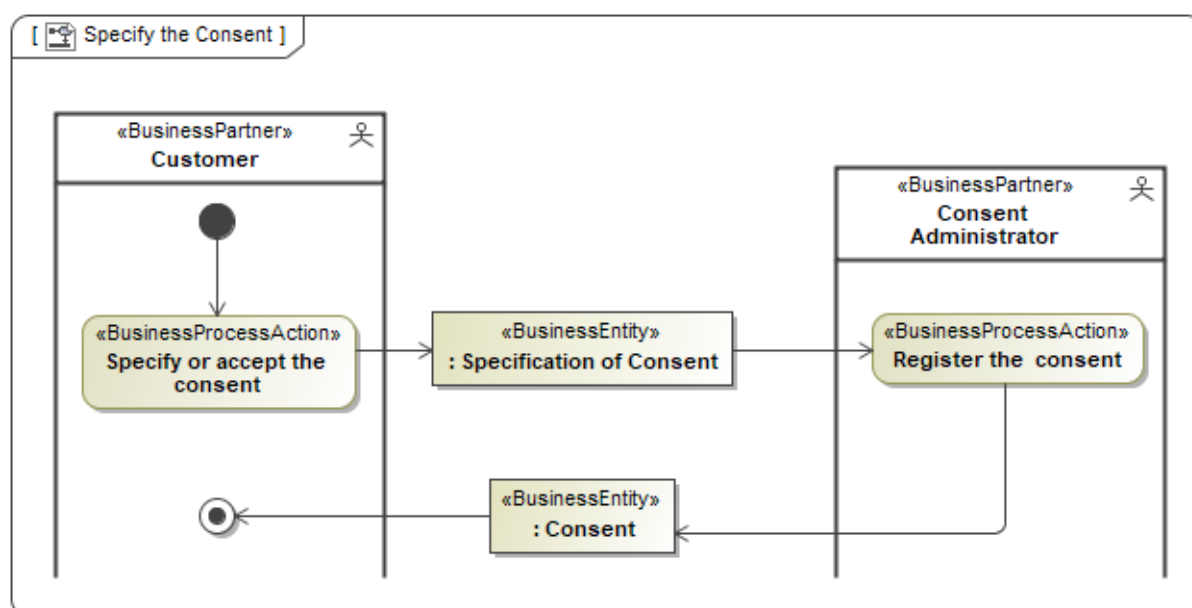 [ Specify the Consent ]
«BusinessPartner»
Customer
«BusinessPartner»
Consent
Administrator
«BusinessProcessAction»
Specify or accept the
consent
«BusinessEntity»
: Specification of Consent
«BusinessProcessAction»
Register the consent
«BusinessEntity»
: Consent